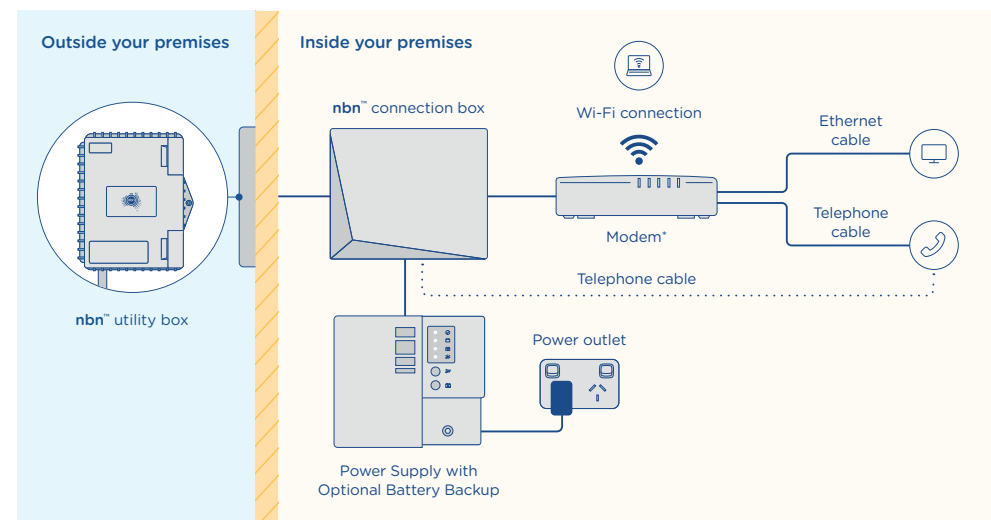 Outside your premises
Inside your premises
nbn™ connection box
Wi-Fi connection
Ethernet
cable
Telephone
cable
Modem*
Telephone cable
nbn™ utility box
Power outlet
Power Supply with
Optional Battery Backup